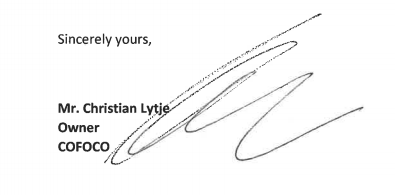 Sincerely yours,
Mr. Christian Lytje
Owner
COFOCO